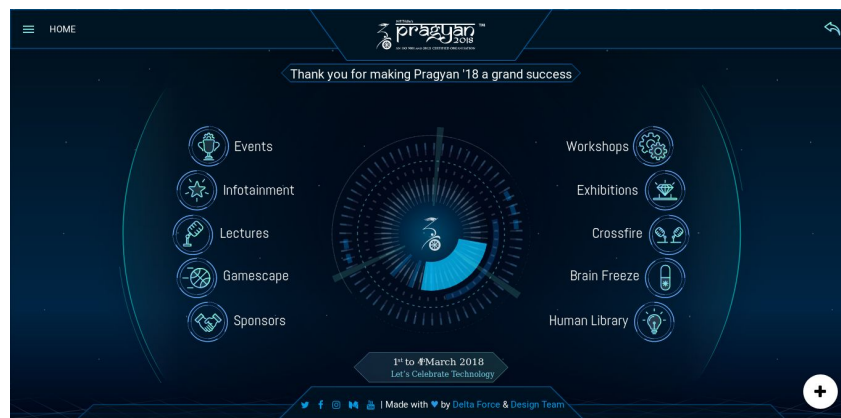 HOME
pragyan ™
2018
Thank you for making Pragyan '18 a grand success
Events
Workshops
Infotainment
Exhibitions
Lectures
Crossfire
Gamescape
Brain Freeze
Sponsors
Human Library
1st to 4th March 2018
Let's Celebrate Technology
| Made with ♥ by Delta Force & Design Team